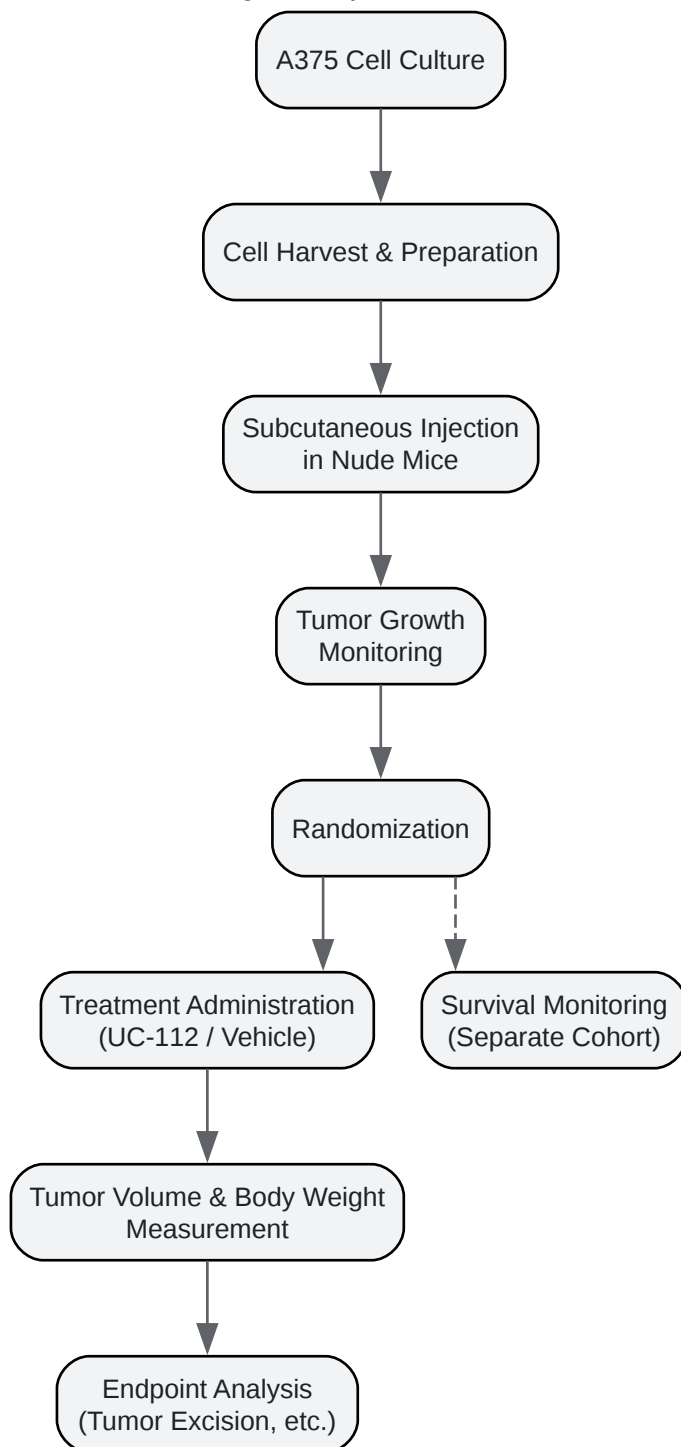 A375 Cell Culture
Cell Harvest & Preparation
Subcutaneous Injection
in Nude Mice
Tumor Growth
Monitoring
Randomization
Treatment Administration
(UC-112 / Vehicle)
Survival Monitoring
(Separate Cohort)
Tumor Volume & Body Weight
Measurement
Endpoint Analysis
(Tumor Excision, etc.)